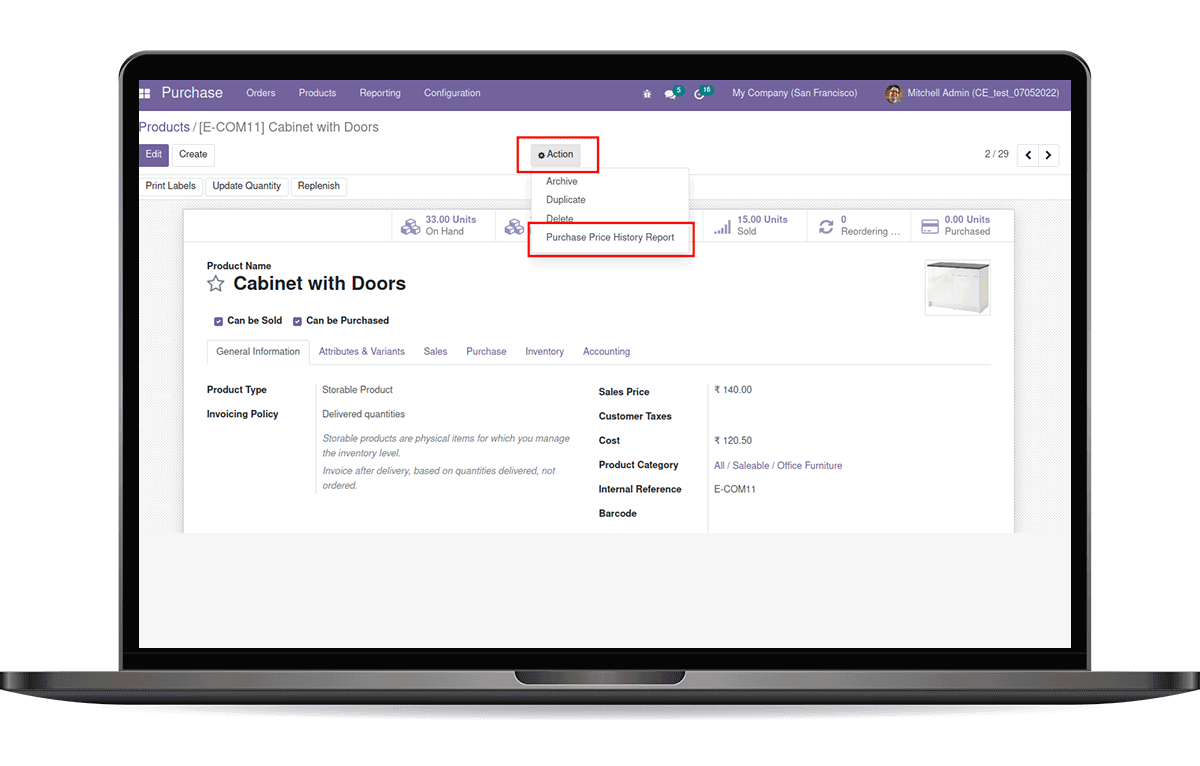 Purchase Orders Products Reporting Configuration 5 16 My Company (San Francisco) Mitchell Admin (CE_test_07052022)
Products / [E-COM11] Cabinet with Doors
Edit Create Action 2 / 29
Archive
Print Labels Update Quantity Replenish
Duplicate
Delete
Purchase Price History Report
33.00 Units
On Hand
15.00 Units
Sold
0
Reordering ...
0.00 Units
Purchased
Product Name
Cabinet with Doors
Can be Sold Can be Purchased
General Information Attributes & Variants Sales Purchase Inventory Accounting
Product Type Storable Product
Invoicing Policy Delivered quantities
Storable products are physical items for which you manage
the inventory level.
Invoice after delivery, based on quantities delivered, not
ordered.
Sales Price ₹ 140.00
Customer Taxes
Cost ₹ 120.50
Product Category All / Saleable / Office Furniture
Internal Reference E-COM11
Barcode